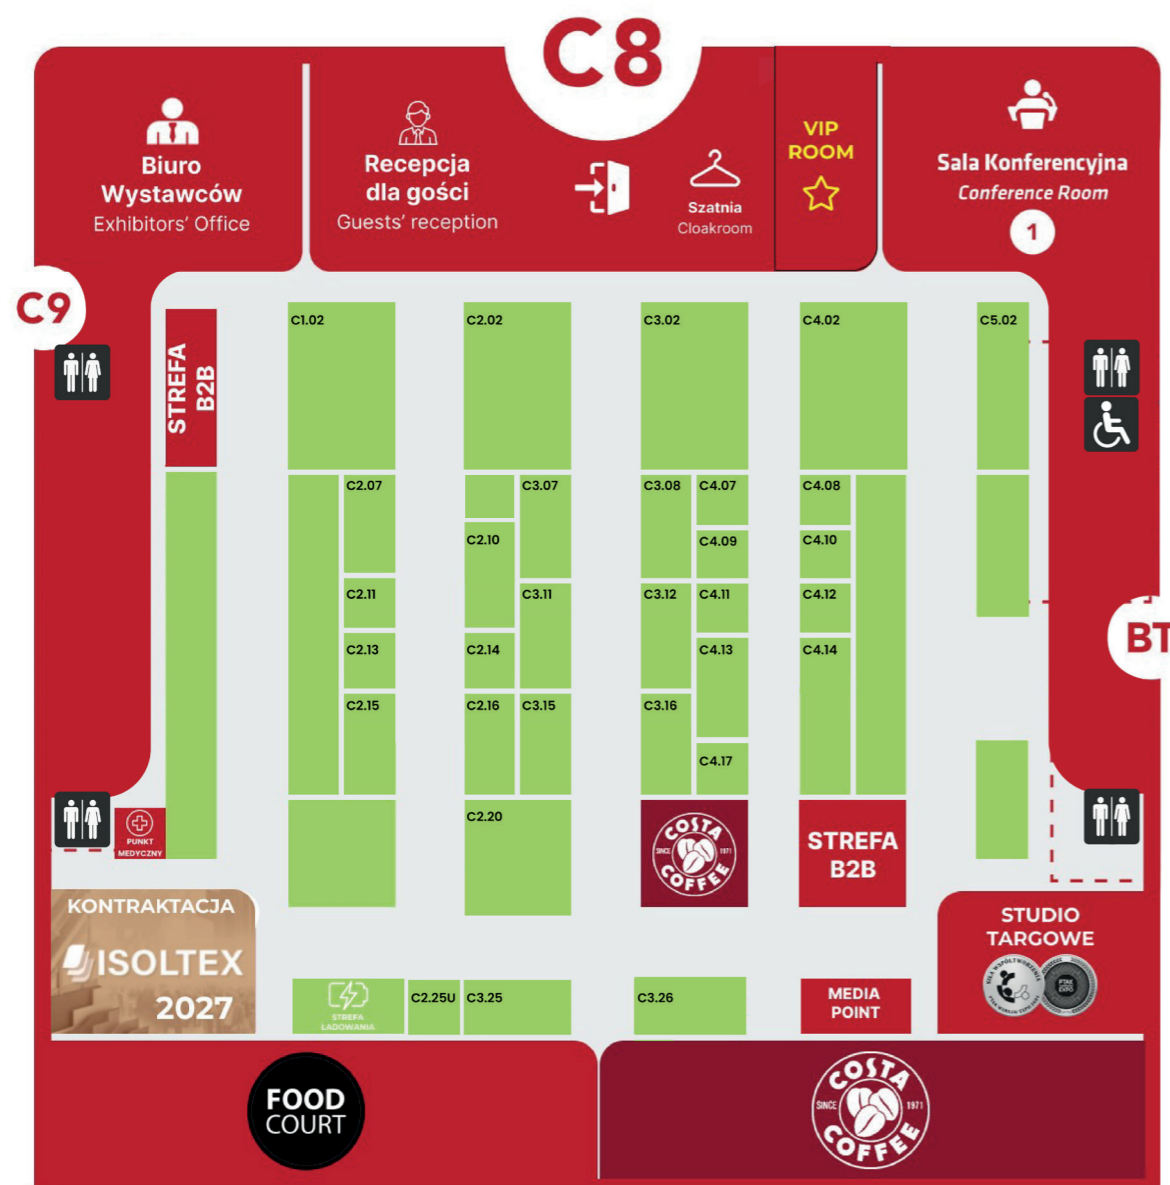 C8
Biuro
Wystawców
Exhibitors' Office
Recepcja
dla gości
Guests' reception
Szatnia
Cloakroom
VIP
ROOM
Sala Konferencyjna
Conference Room
1
C9
STREFA
B2B
C1.02
C2.02
C3.02
C4.02
C5.02
C2.07
C3.07
C3.08
C4.07
C4.08
C2.10
C4.09
C4.10
C2.11
C3.11
C3.12
C4.11
C4.12
BT
C2.13
C2.14
C4.13
C4.14
C2.15
C2.16
C3.15
C3.16
C4.17
PUNKT
MEDYCZNY
C2.20
COSTA
SINCE 1971
COFFEE
STREFA
B2B
KONTRAKTACJA
ISOLTEX
2027
STUDIO
TARGOWE
STREFA
ŁADOWANIA
C2.25U
C3.25
C3.26
MEDIA
POINT
FOOD
COURT
COSTA
SINCE 1971
COFFEE